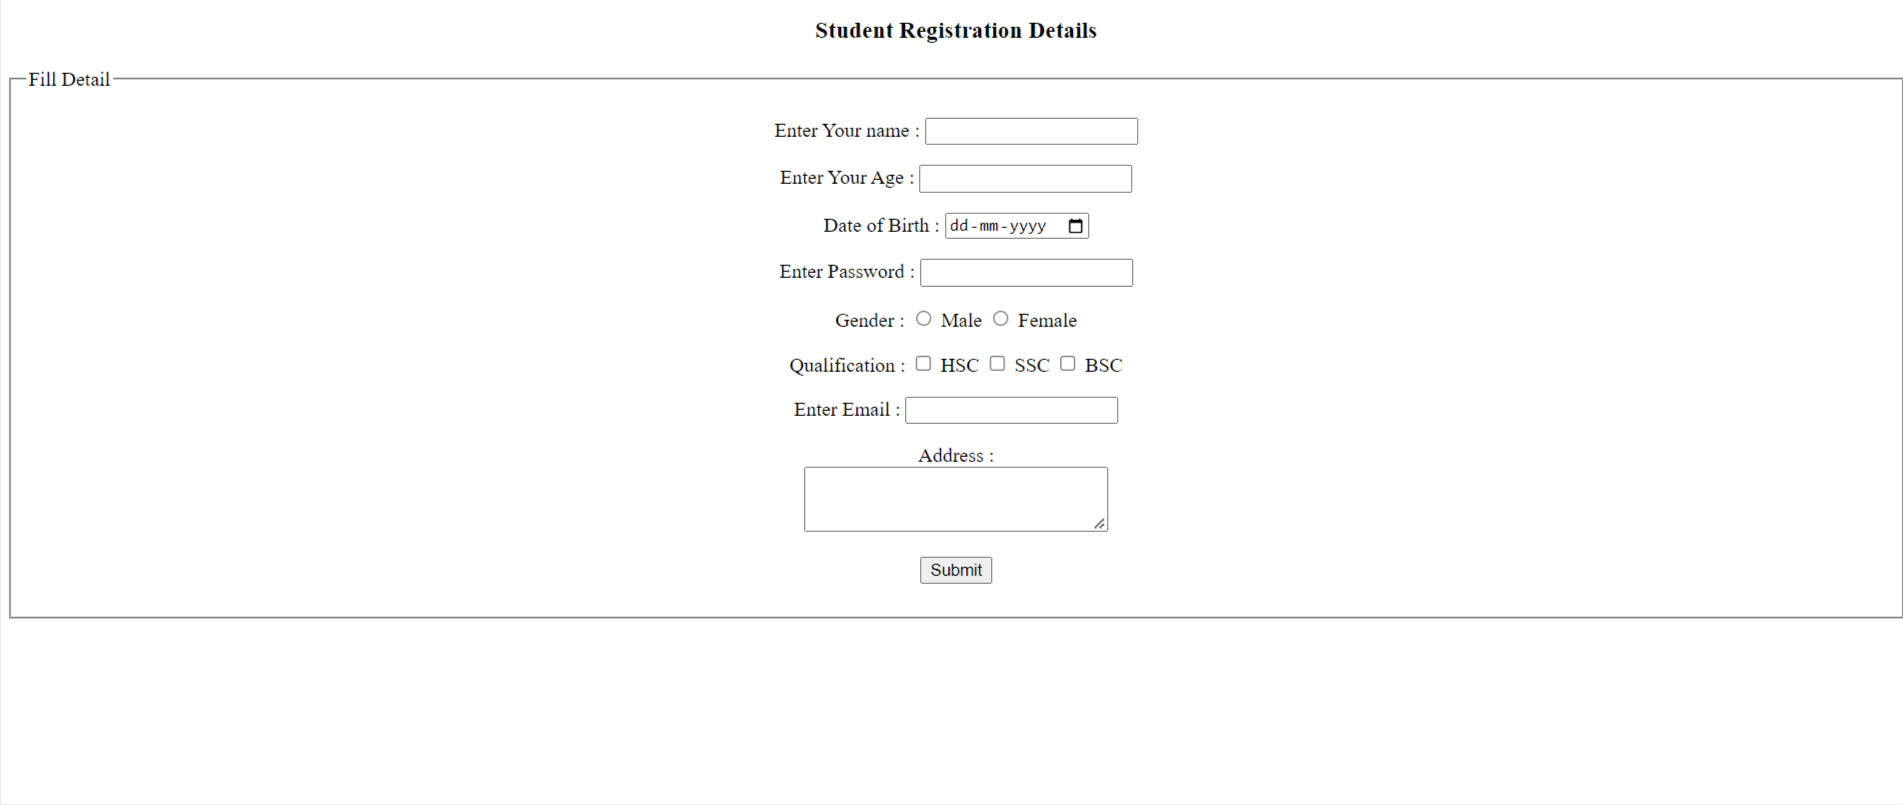 Student Registration Details
Fill Detail
Enter Your name :
Enter Your Age :
Date of Birth : dd-mm-yyyy
Enter Password :
Gender : Male Female
Qualification : HSC SSC BSC
Enter Email :
Address :
Submit